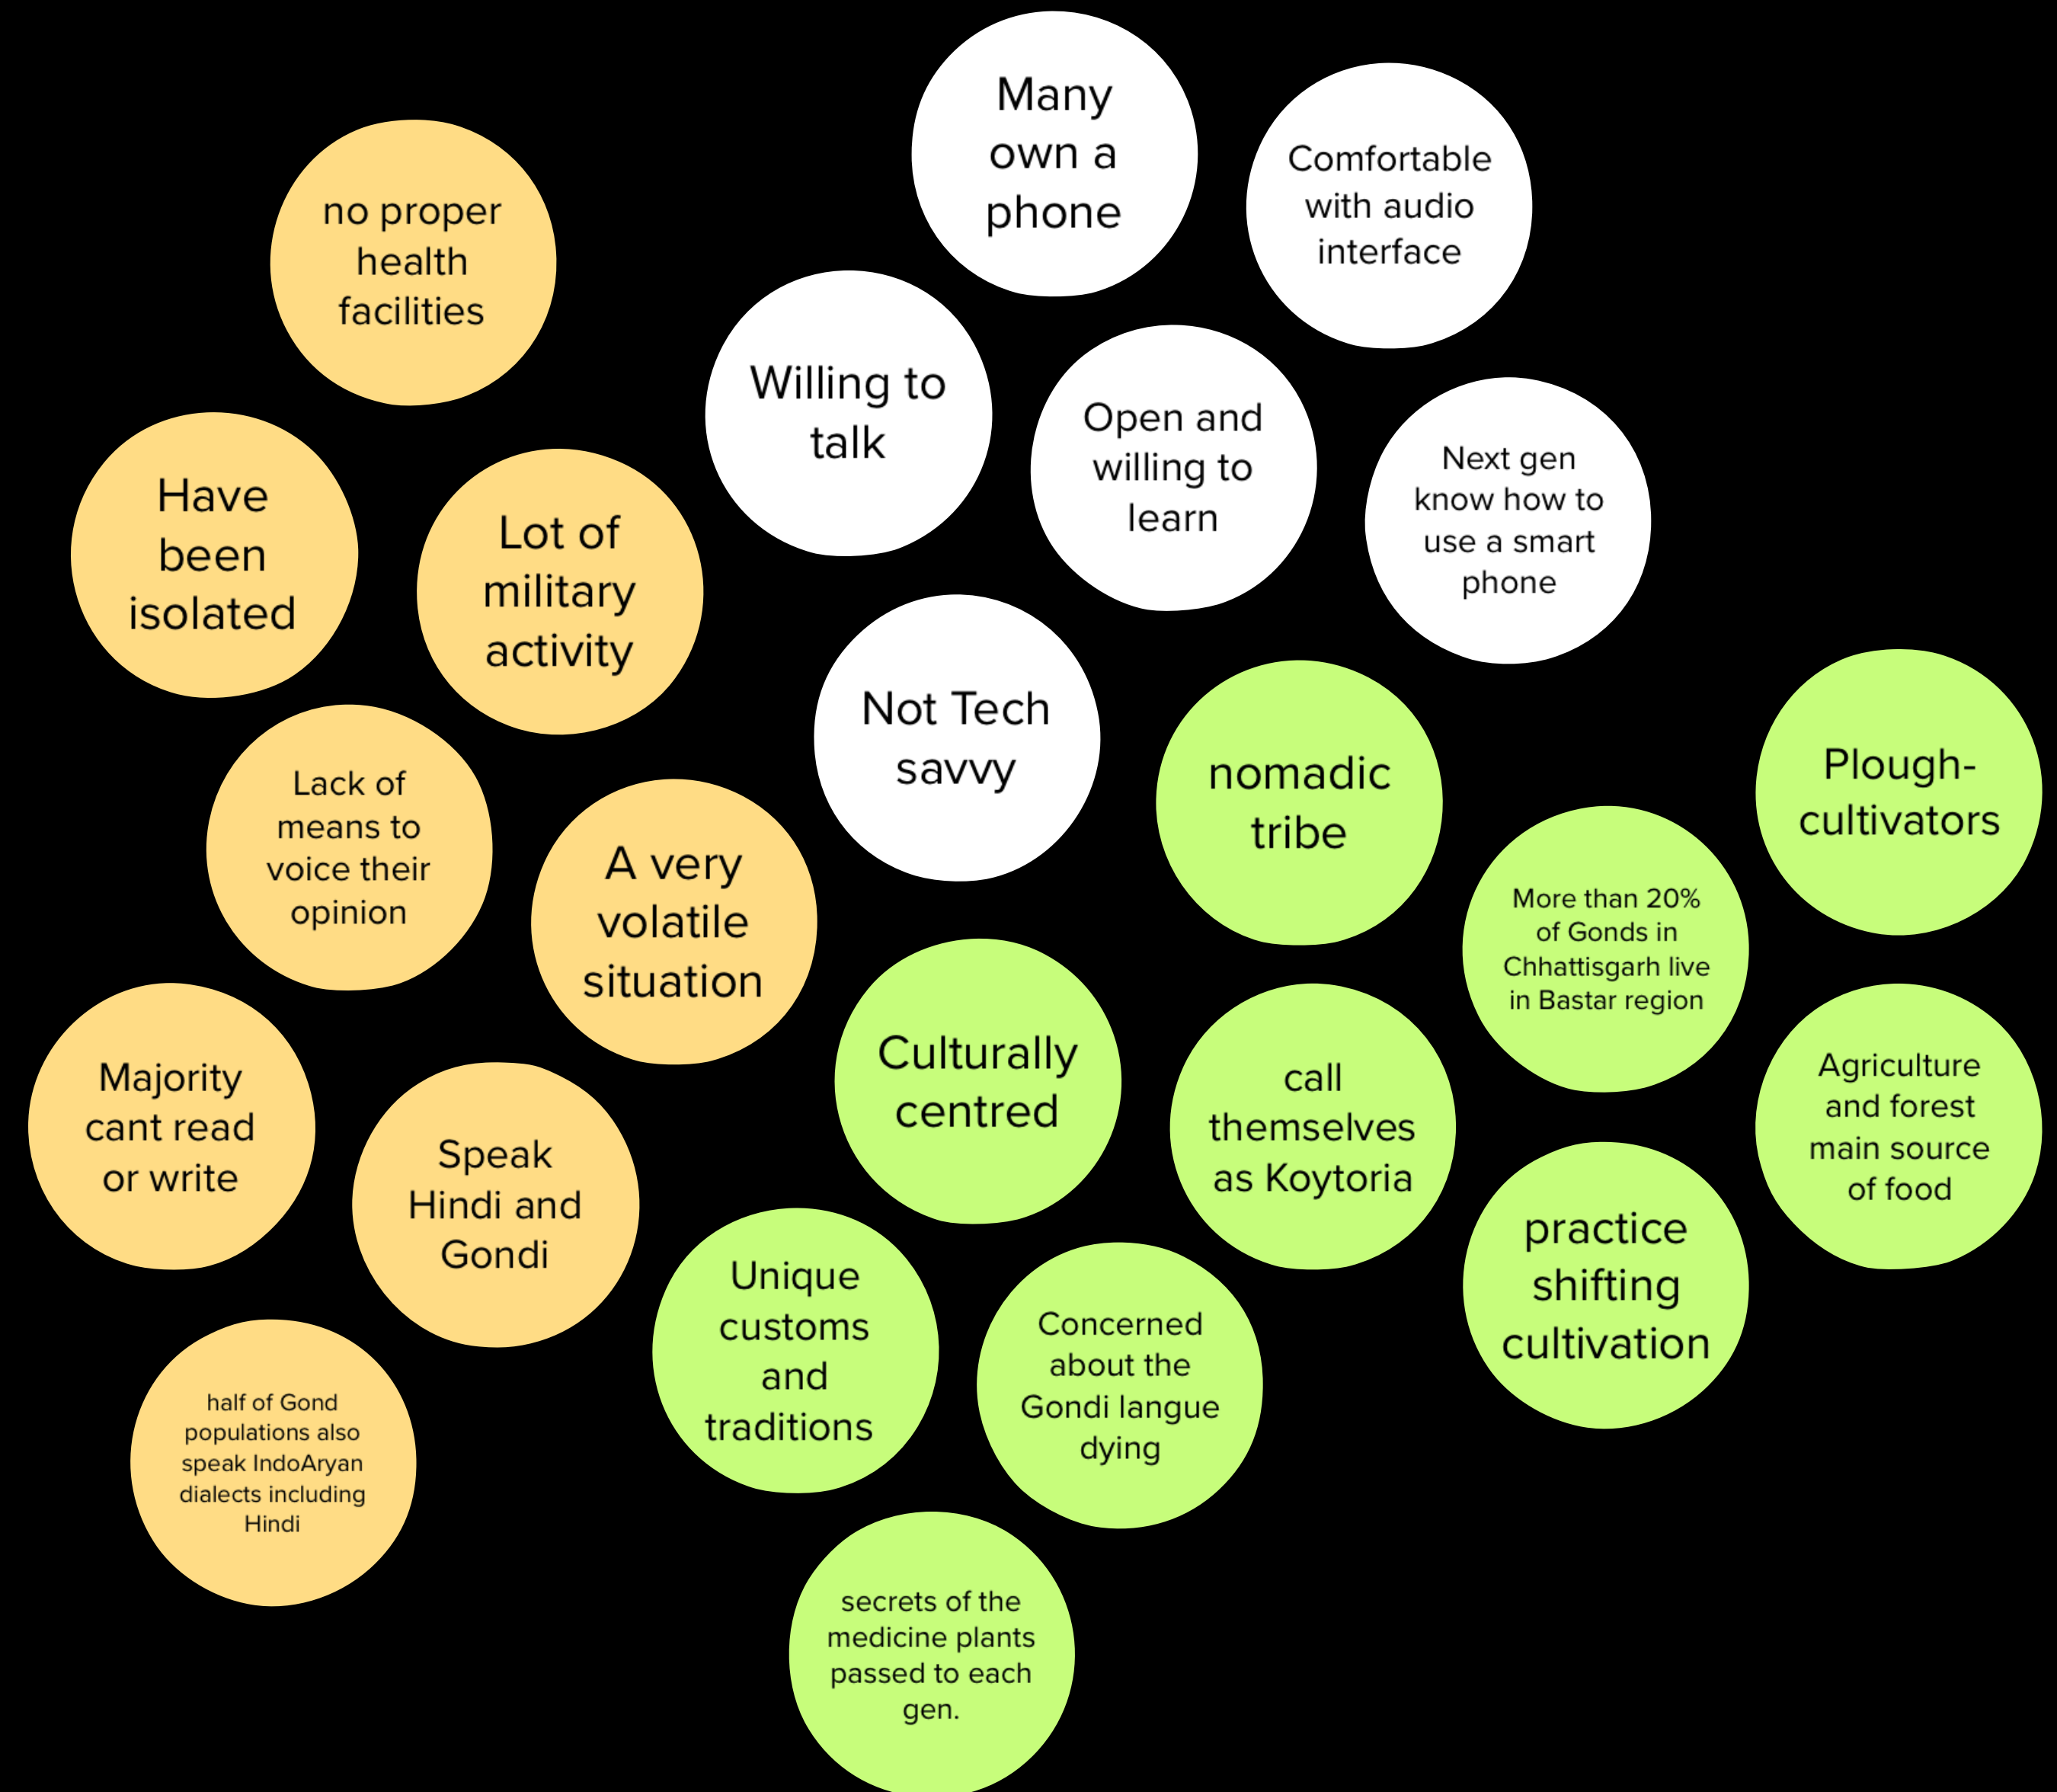 Many
own a
phone
Comfortable
with audio
interface
no proper
health
facilities
Willing to
talk
Open and
willing to
learn
Next gen
know how to
use a smart
phone
Have
been
isolated
Lot of
military
activity
Not Tech
savvy
nomadic
tribe
Plough-
cultivators
Lack of
means to
voice their
opinion
A very
volatile
situation
More than 20%
of Gonds in
Chhattisgarh live
in Bastar region
Culturally
centred
call
themselves
as Koytoria
Agriculture
and forest
main source
of food
Majority
cant read
or write
Speak
Hindi and
Gondi
practice
shifting
cultivation
Unique
customs
and
traditions
Concerned
about the
Gondi langue
dying
half of Gond
populations also
speak IndoAryan
dialects including
Hindi
secrets of the
medicine plants
passed to each
gen.